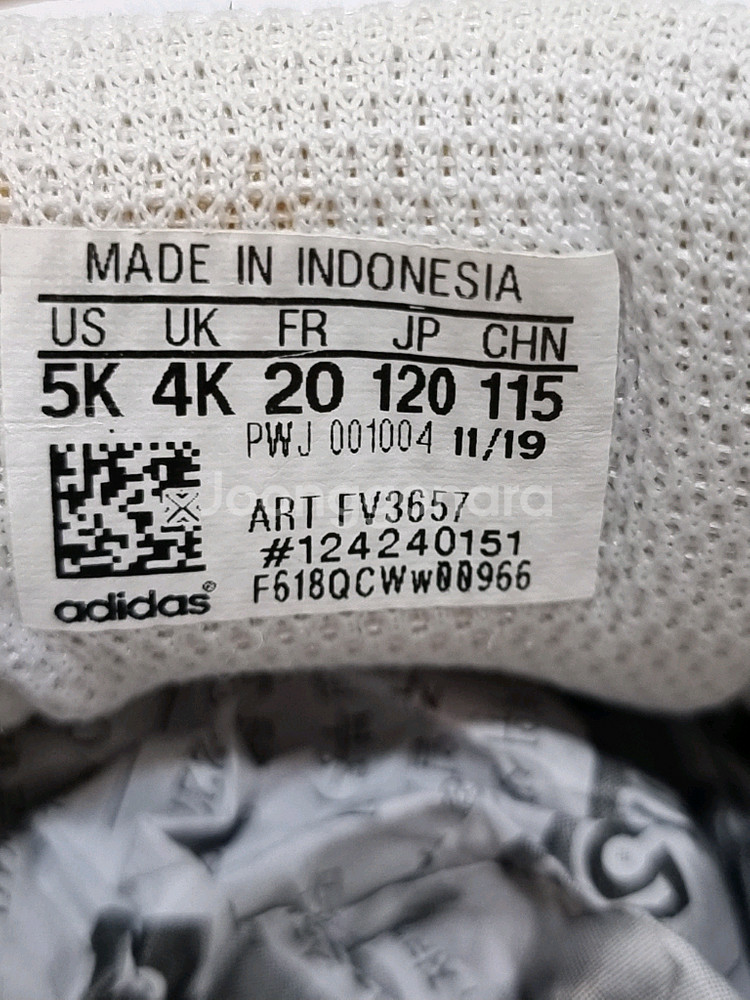 MADE IN INDONESIA
US UK FR JP CHN
5K 4K 20 120 115
PWJ 001004 11/19
ART FV3657
#124240151
F618QCWw00966
adidas®